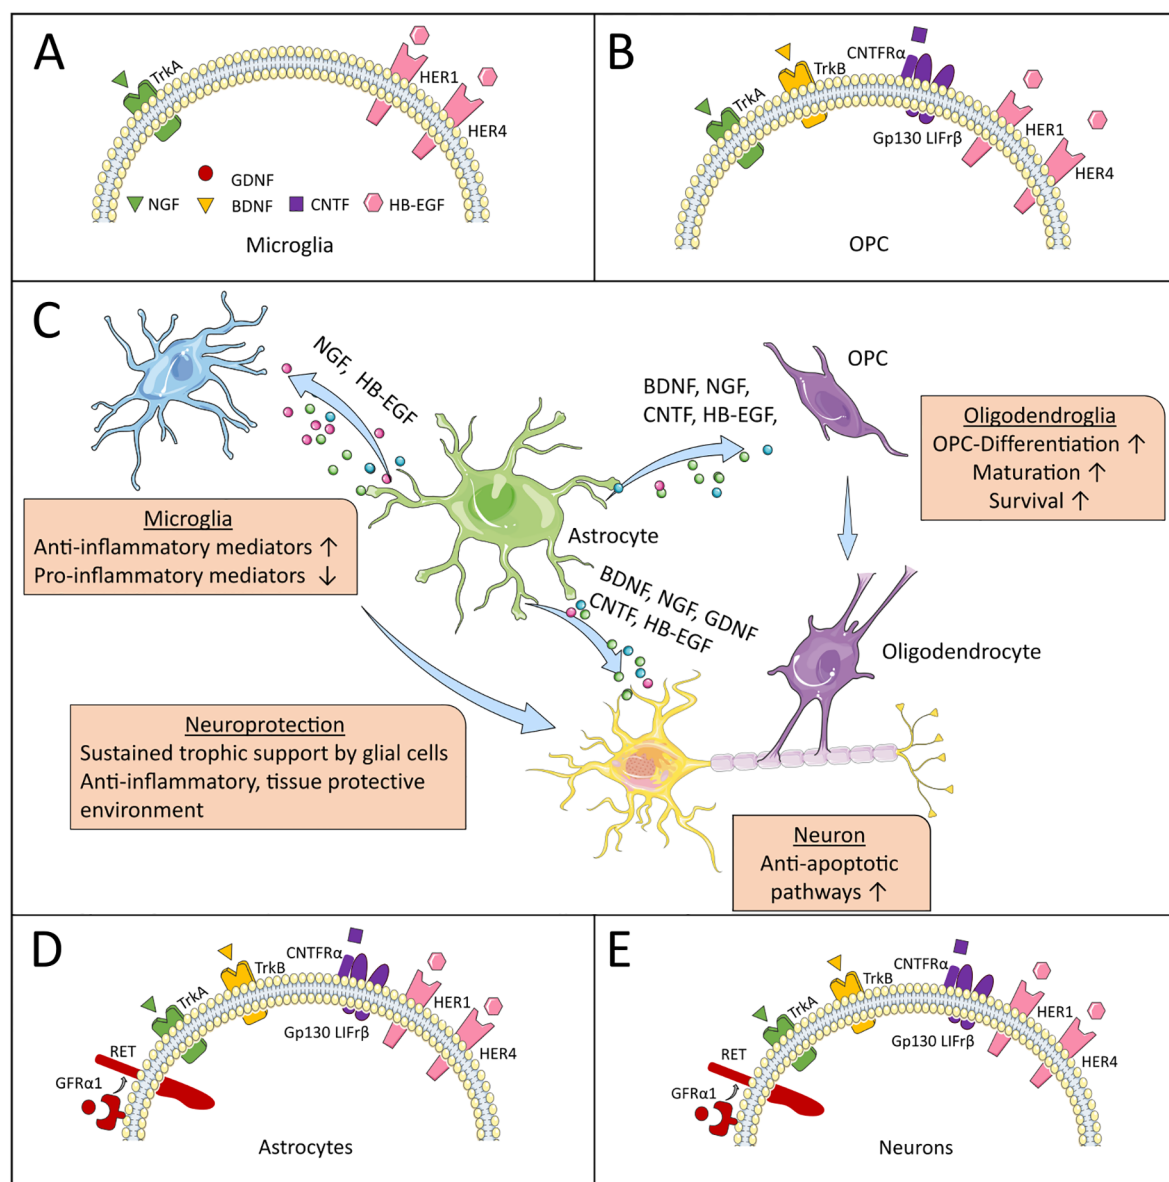 A
TrkA
HER1
HER4
GDNF
NGF
BDNF
CNTF
HB-EGF
Microglia
B
TrkA
TrkB
CNTFRα
Gp130 LIFrβ
HER1
HER4
OPC
C
NGF, HB-EGF
BDNF, NGF,
CNTF, HB-EGF,
OPC
Oligodendroglia
OPC-Differentiation ↑
Maturation ↑
Survival ↑
Microglia
Anti-inflammatory mediators ↑
Pro-inflammatory mediators ↓
Astrocyte
BDNF, NGF, GDNF
CNTF, HB-EGF
Oligodendrocyte
Neuroprotection
Sustained trophic support by glial cells
Anti-inflammatory, tissue protective
environment
Neuron
Anti-apoptotic
pathways ↑
D
GFRα1
RET
TrkA
TrkB
CNTFRα
Gp130 LIFrβ
HER1
HER4
Astrocytes
E
GFRα1
RET
TrkA
TrkB
CNTFRα
Gp130 LIFrβ
HER1
HER4
Neurons